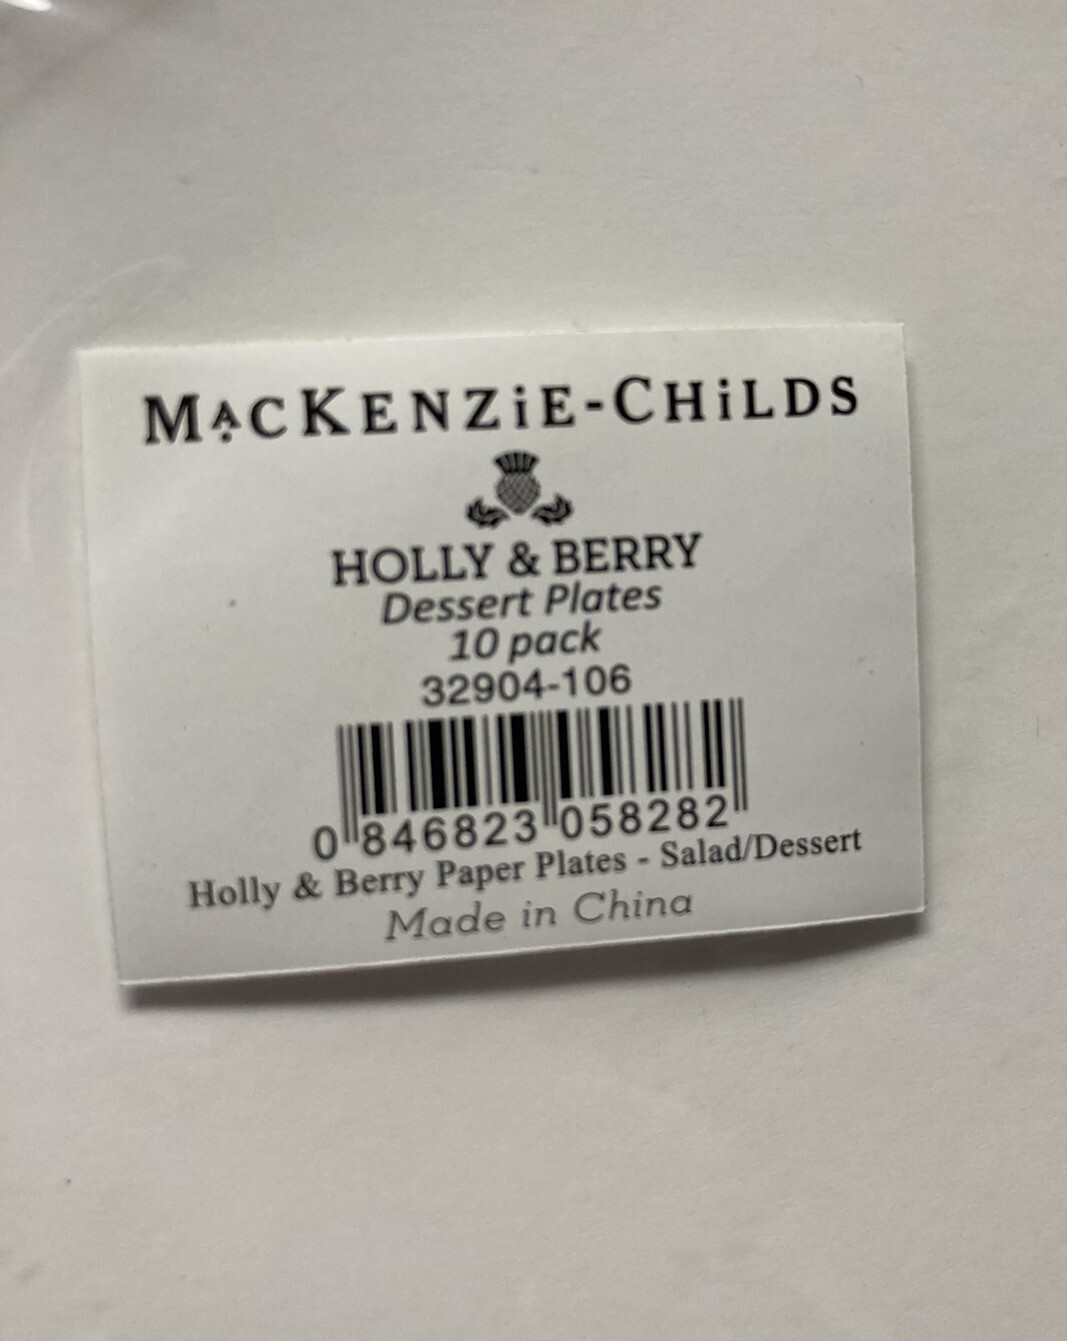 MACKENZiE-CHiLDS
HOLLY & BERRY
Dessert Plates
10 pack
32904-106
0 846823 058282
Holly & Berry Paper Plates - Salad/Dessert
Made in China